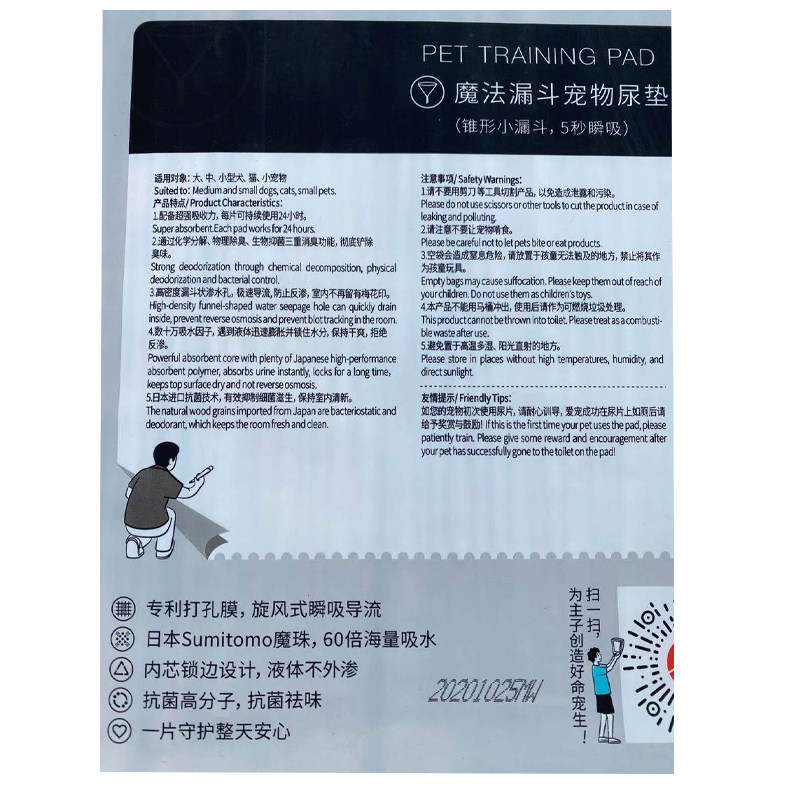 PET TRAINING PAD
魔法漏斗宠物尿垫
（锥形小漏斗，5秒瞬吸）
适用对象：大、中、小型犬、猫、小宠物
Suited to: Medium and small dogs, cats, small pets.
产品特点/ Product Characteristics：
1.配备超强吸收力，每片可持续使用24小时。
Super absorbent.Each pad works for 24 hours.
2.通过化学分解、物理除臭、生物抑菌三重消臭功能，彻底铲除
臭味。
Strong deodorization through chemical decomposition, physical
deodorization and bacterial control.
3.高密度漏斗状渗水孔，极速导流，防止反渗，室内不再留有梅花印。
High-density funnel-shaped water seepage hole can quickly drain
inside, prevent reverse osmosis and prevent blot tracking in the room.
4.数十万吸水因子，遇到液体迅速膨胀并锁住水分，保持干爽，拒绝
反渗。
Powerful absorbent core with plenty of Japanese high-performance
absorbent polymer, absorbs urine instantly, locks for a long time,
keeps top surface dry and not reverse osmosis.
5.日本进口抗菌技术，有效抑制细菌滋生，保持室内清新。
The natural wood grains imported from Japan are bacteriostatic and
deodorant, which keeps the room fresh and clean.
注意事项/ Safety Warnings：
1.请不要用剪刀等工具切割产品，以免造成泄露和污染。
Please do not use scissors or other tools to cut the product in case of
leaking and polluting.
2.请注意不要让宠物啃食。
Please be careful not to let pets bite or eat products.
3.空袋会造成窒息危险，请放置于孩童无法触及的地方，禁止将其作
为孩童玩具。
Empty bags may cause suffocation. Please keep them out of reach of
your children. Do not use them as children's toys.
4.本产品不能用马桶冲出，使用后请作为可燃烧垃圾处理。
This product cannot be thrown into toilet. Please treat as a combusti-
ble waste after use.
5.避免置于高温多湿、阳光直射的地方。
Please store in places without high temperatures, humidity, and
direct sunlight.
友情提示/ Friendly Tips：
如您的宠物初次使用尿片，请耐心训导，爱宠成功在尿片上如厕后请
给予奖赏与鼓励! If this is the first time your pet uses the pad, please
patiently train. Please give some reward and encouragement after
your pet has successfully gone to the toilet on the pad!
专利打孔膜，旋风式瞬吸导流
日本Sumitomo魔珠，60倍海量吸水
内芯锁边设计，液体不外渗
抗菌高分子，抗菌祛味
一片守护整天安心
20201025MW
扫一扫，
为主子创造好命宠生！